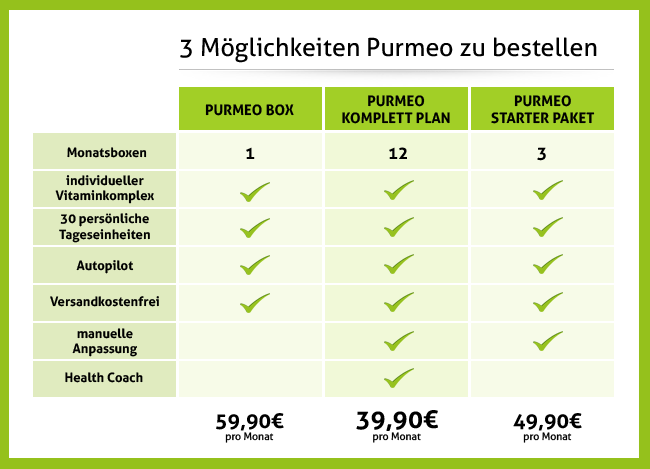 3 Möglichkeiten Purmeo zu bestellen
PURMEO BOX
PURMEO
KOMPLETT PLAN
PURMEO
STARTER PAKET
Monatsboxen
1
12
3
individueller
Vitaminkomplex
30 persönliche
Tageseinheiten
Autopilot
Versandkostenfrei
manuelle
Anpassung
Health Coach
59,90€
pro Monat
39,90€
pro Monat
49,90€
pro Monat